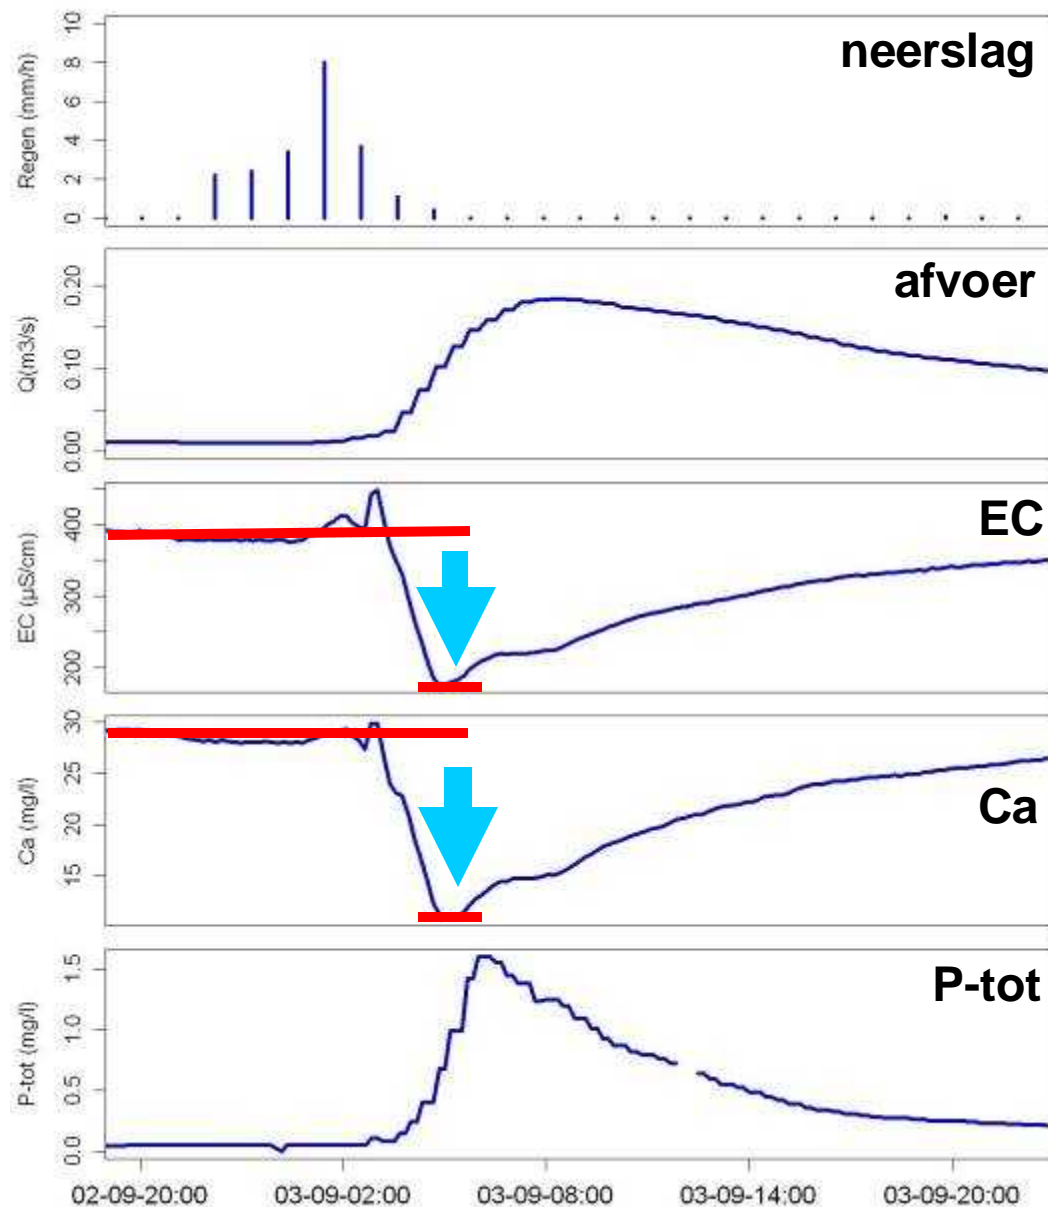 neerslag
Regen (mm/h)
10
8
6
4
2
0
afvoer
Q(m3/s)
0.20
0.10
0.00
EC
EC (µS/cm)
400
300
200
Ca
Ca (mg/l)
30
25
20
15
P-tot
P-tot (mg/l)
1.5
1.0
0.5
0.0
02-09-20:00 03-09-02:00 03-09-08:00 03-09-14:00 03-09-20:00